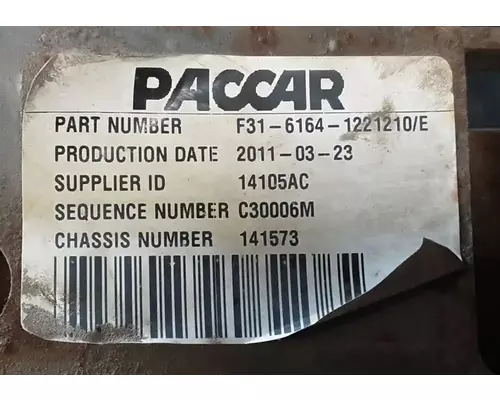 PACCAR
PART NUMBER F31-6164-1221210/E
PRODUCTION DATE 2011-03-23
SUPPLIER ID 14105AC
SEQUENCE NUMBER C30006M
CHASSIS NUMBER 141573